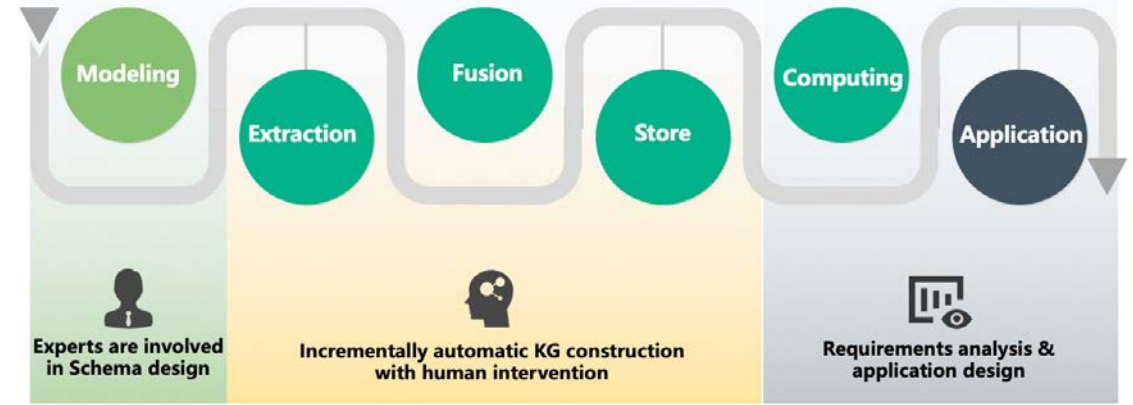 Modeling
Extraction
Fusion
Store
Computing
Application
Experts are involved
in Schema design
Incrementally automatic KG construction
with human intervention
Requirements analysis &
application design